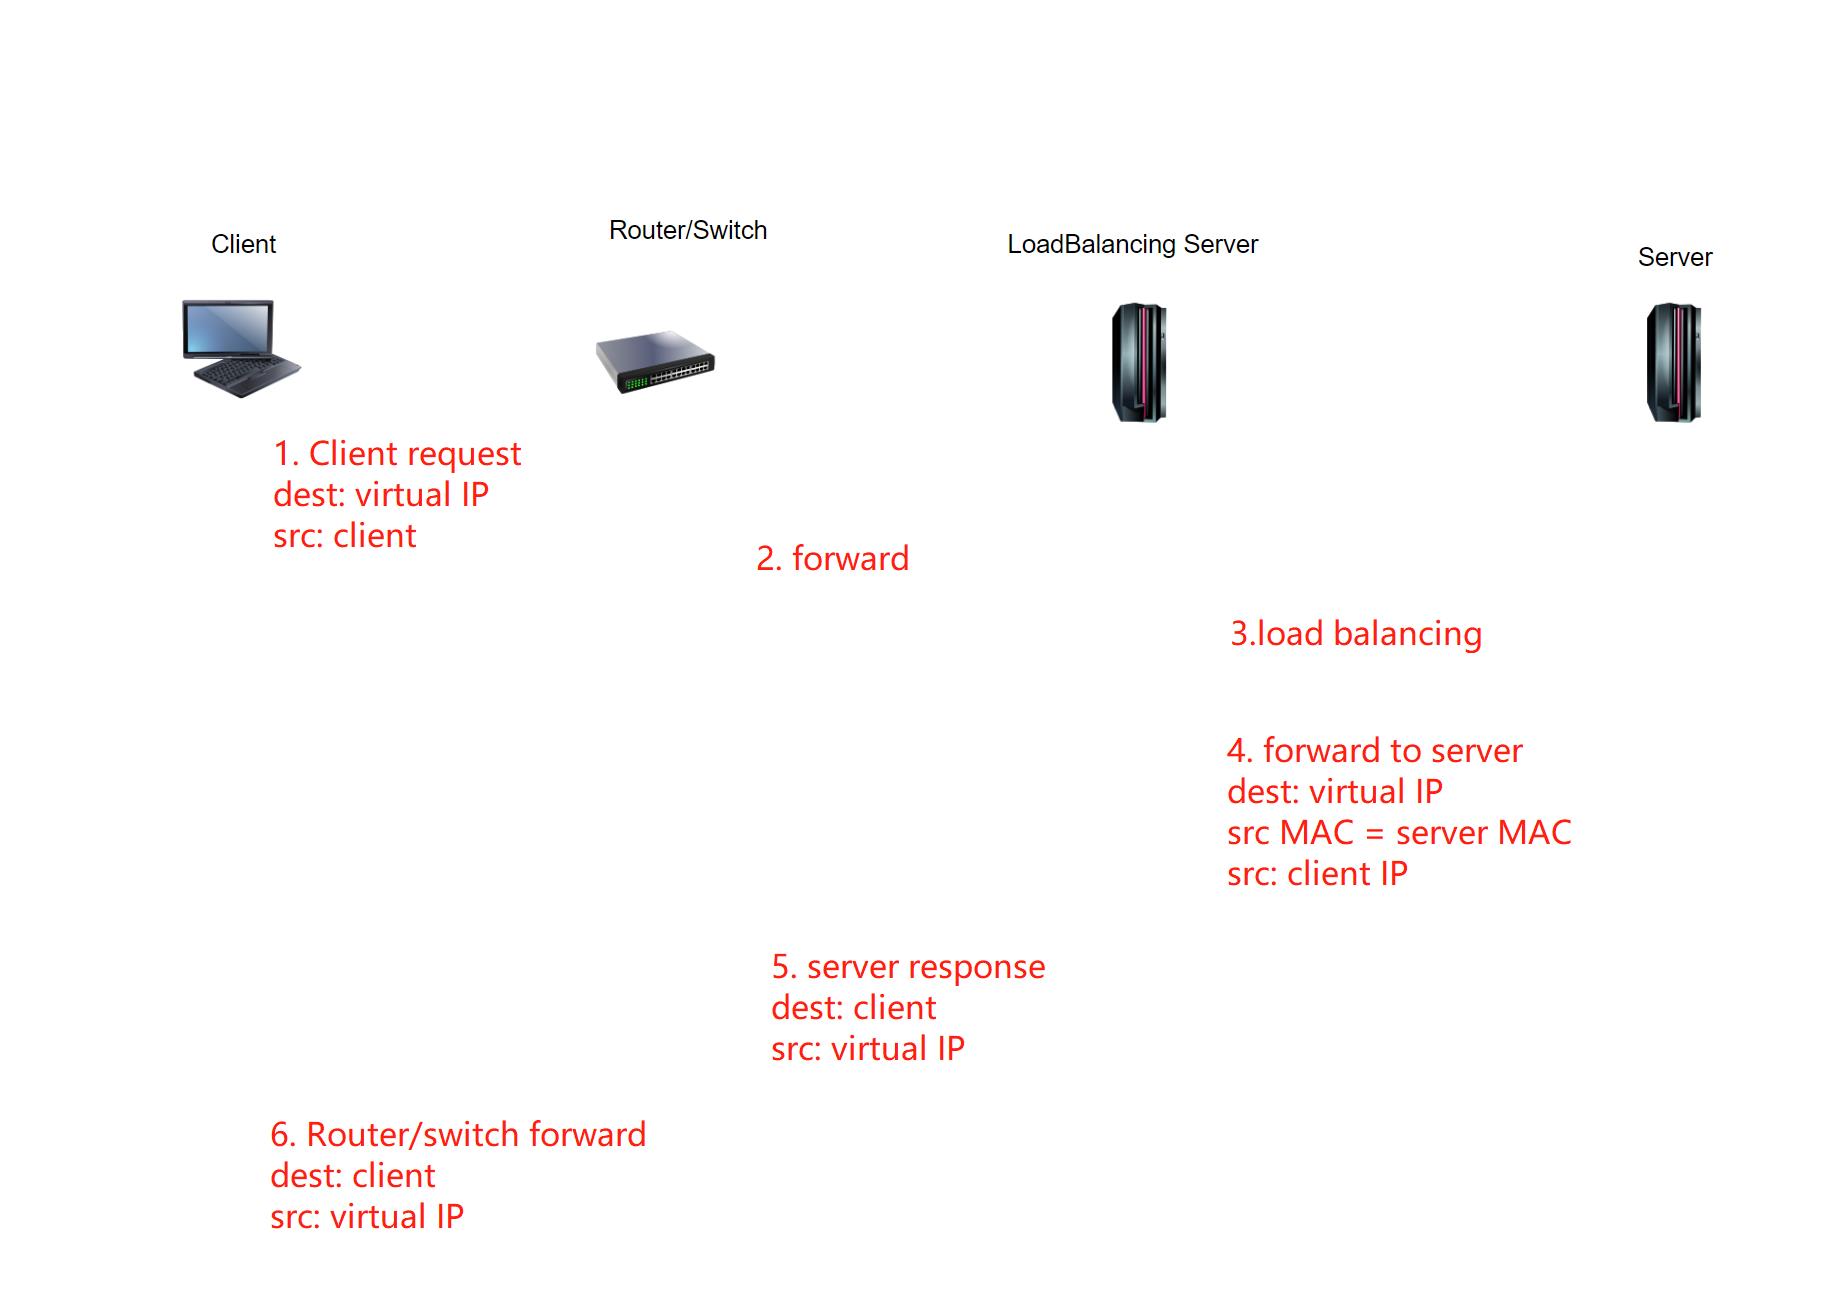 Client
Router/Switch
LoadBalancing Server
Server
1. Client request
dest: virtual IP
src: client
2. forward
3.load balancing
4. forward to server
dest: virtual IP
src MAC = server MAC
src: client IP
5. server response
dest: client
src: virtual IP
6. Router/switch forward
dest: client
src: virtual IP